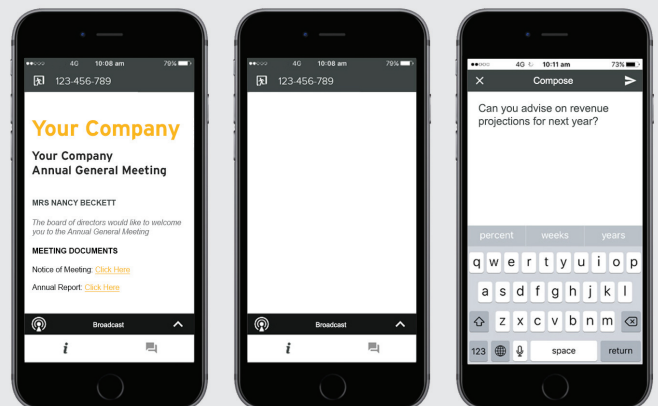 4G 10:08 am 79%
123-456-789
Your Company
Your Company
Annual General Meeting
MRS NANCY BECKETT
The board of directors would like to welcome
you to the Annual General Meeting
MEETING DOCUMENTS
Notice of Meeting: Click Here
Annual Report: Click Here
Broadcast
i
4G 10:08 am 79%
123-456-789
Broadcast
i
4G 10:11 am 73%
Compose
Can you advise on revenue
projections for next year?
percent weeks years
q w e r t y u i o p
a s d f g h j k l
z x c v b n m
123 space return